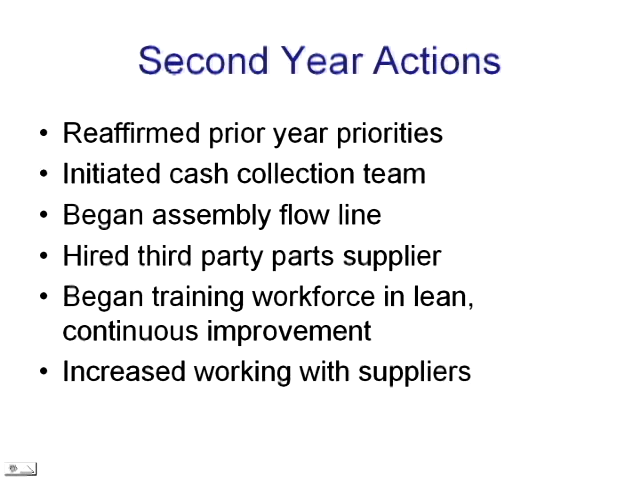 Second Year Actions
• Reaffirmed prior year priorities
• Initiated cash collection team
• Began assembly flow line
• Hired third party parts supplier
• Began training workforce in lean,
continuous improvement
• Increased working with suppliers